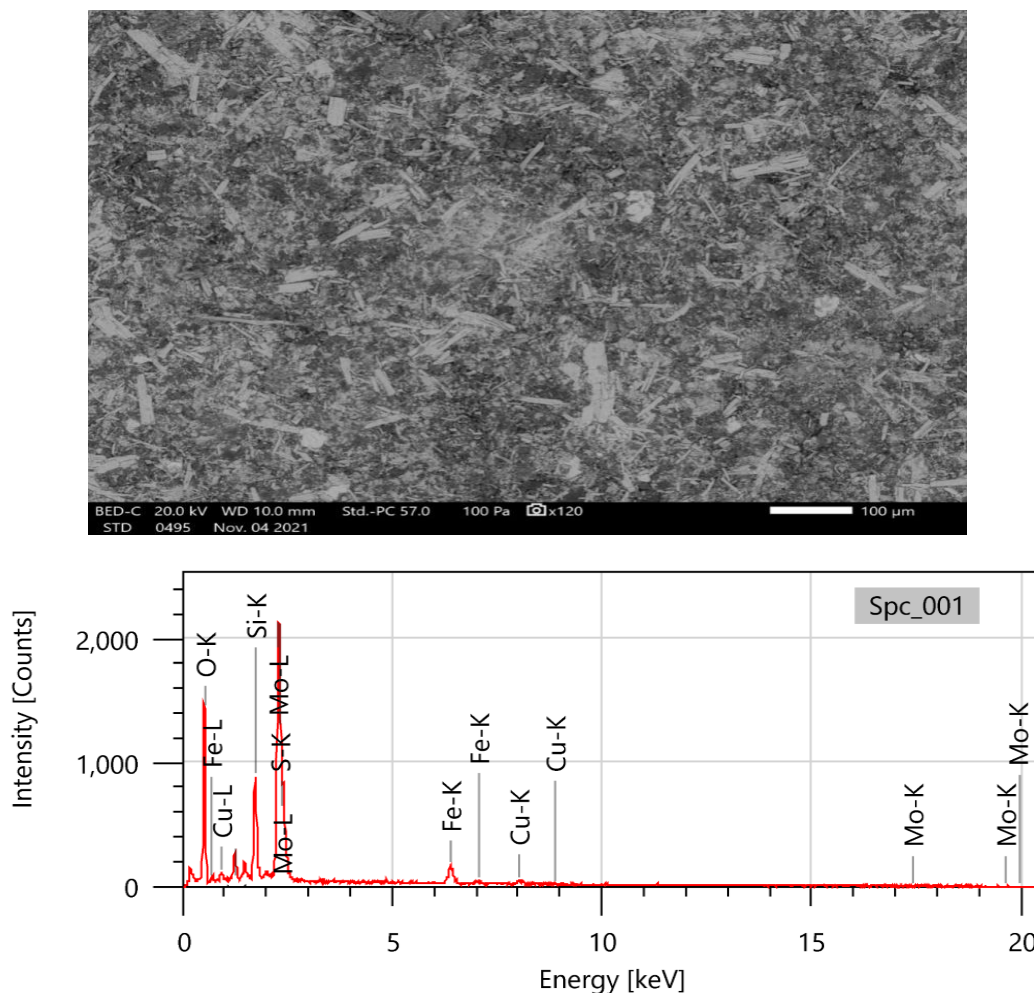 BED-C 20.0 kV WD 10.0 mm Std.-PC 57.0 100 Pa x120 100 µm
STD 0495 Nov. 04 2021
Spc_001
Intensity [Counts]
2,000
1,000
0
O-K
Fe-L
Cu-L
Si-K
Mo-L
S-K
Mo-L
Fe-K
Fe-K
Cu-K
Cu-K
Mo-K
Mo-K
Mo-K
0 5 10 15 20
Energy [keV]